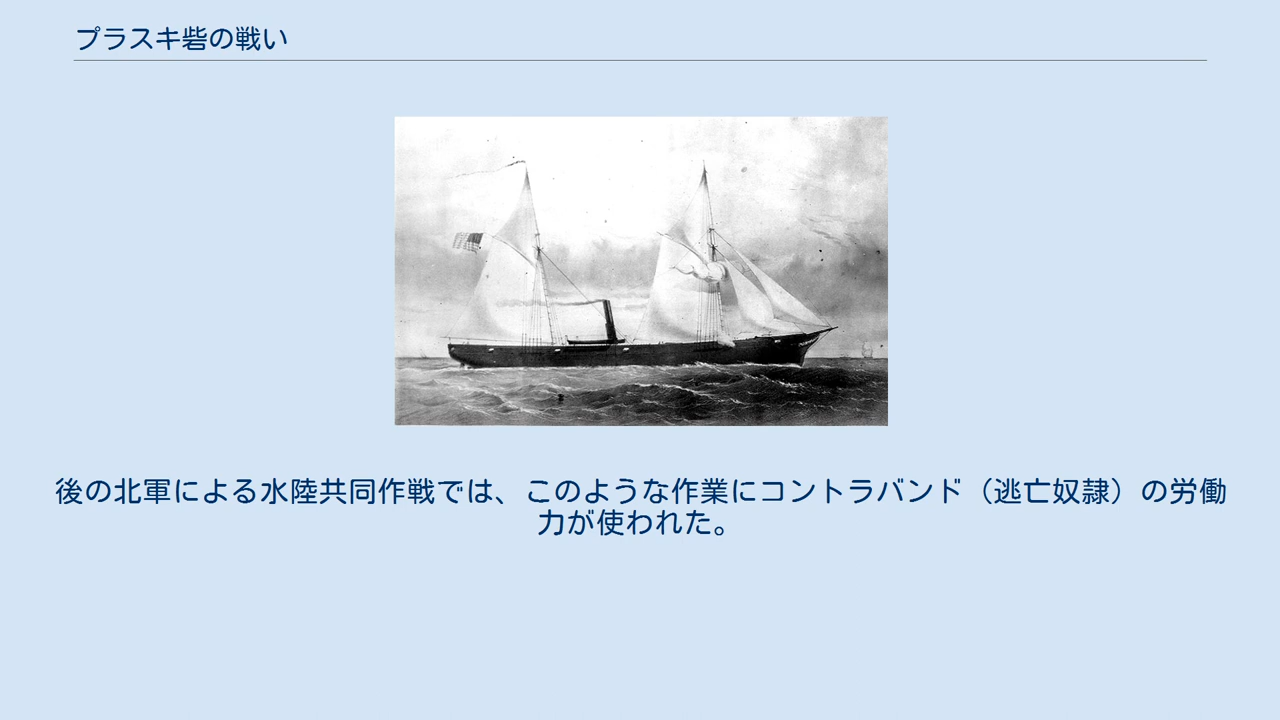 プラスキ砦の戦い
後の北軍による水陸共同作戦では、このような作業にコントラバンド（逃亡奴隷）の労働
力が使われた。